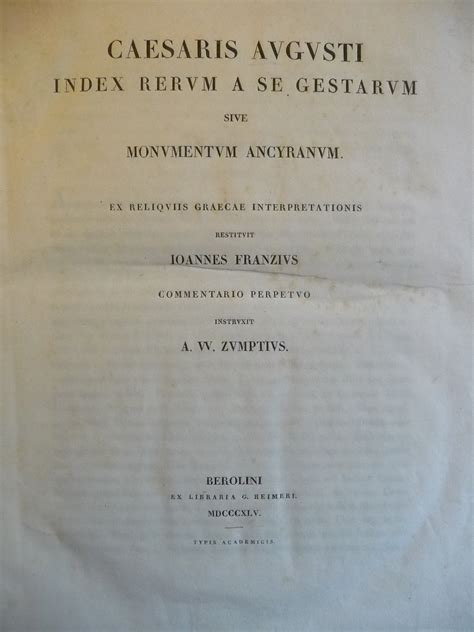 CAESARIS AVGVSTI
INDEX RERVM A SE GESTARVM
SIVE
MONVMENTVM ANCYRANVM.
EX RELIQVIIS GRAECAE INTERPRETATIONIS
RESTITVIT
IOANNES FRANZIVS
COMMENTARIO PERPETVO
INSTRVXIT
A. VV. ZVMPTIVS.
BEROLINI
EX LIBRARIA G. REIMERI.
MDCCCXLV.
TYPIS ACADEMICIS.